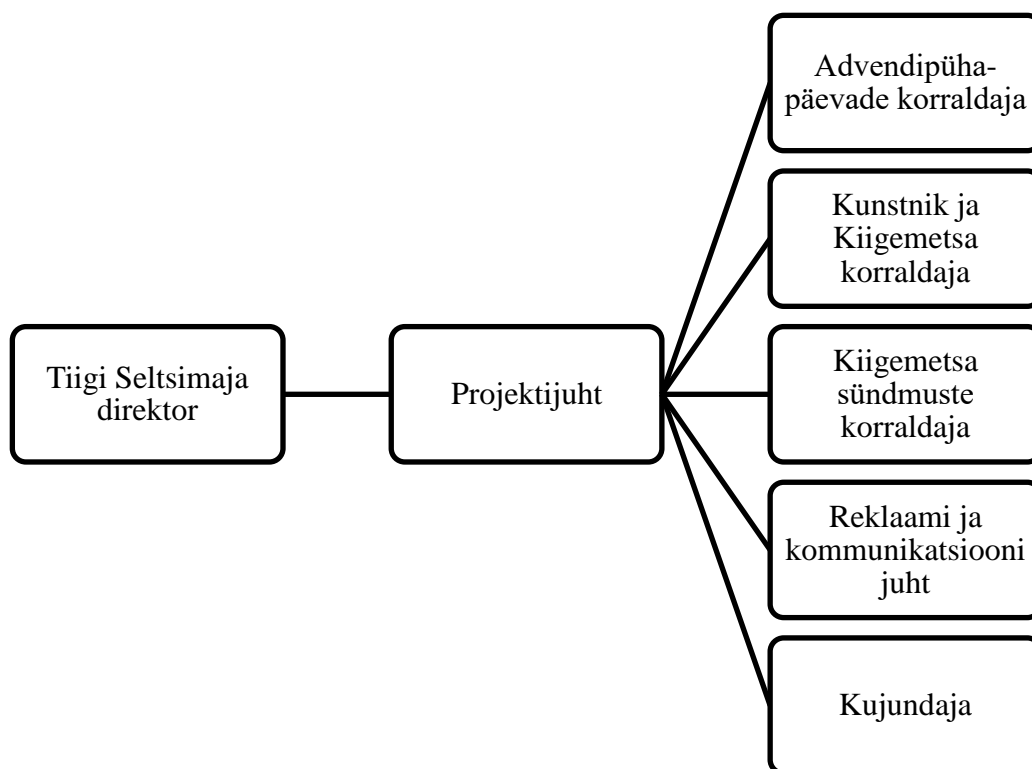 Tiigi Seltsimaja
direktor
Projektijuht
Advendipüha-
päevade korraldaja
Kunstnik ja
Kiigemetsa
korraldaja
Kiigemetsa
sündmuste
korraldaja
Reklaami ja
kommunikatsiooni
juht
Kujundaja